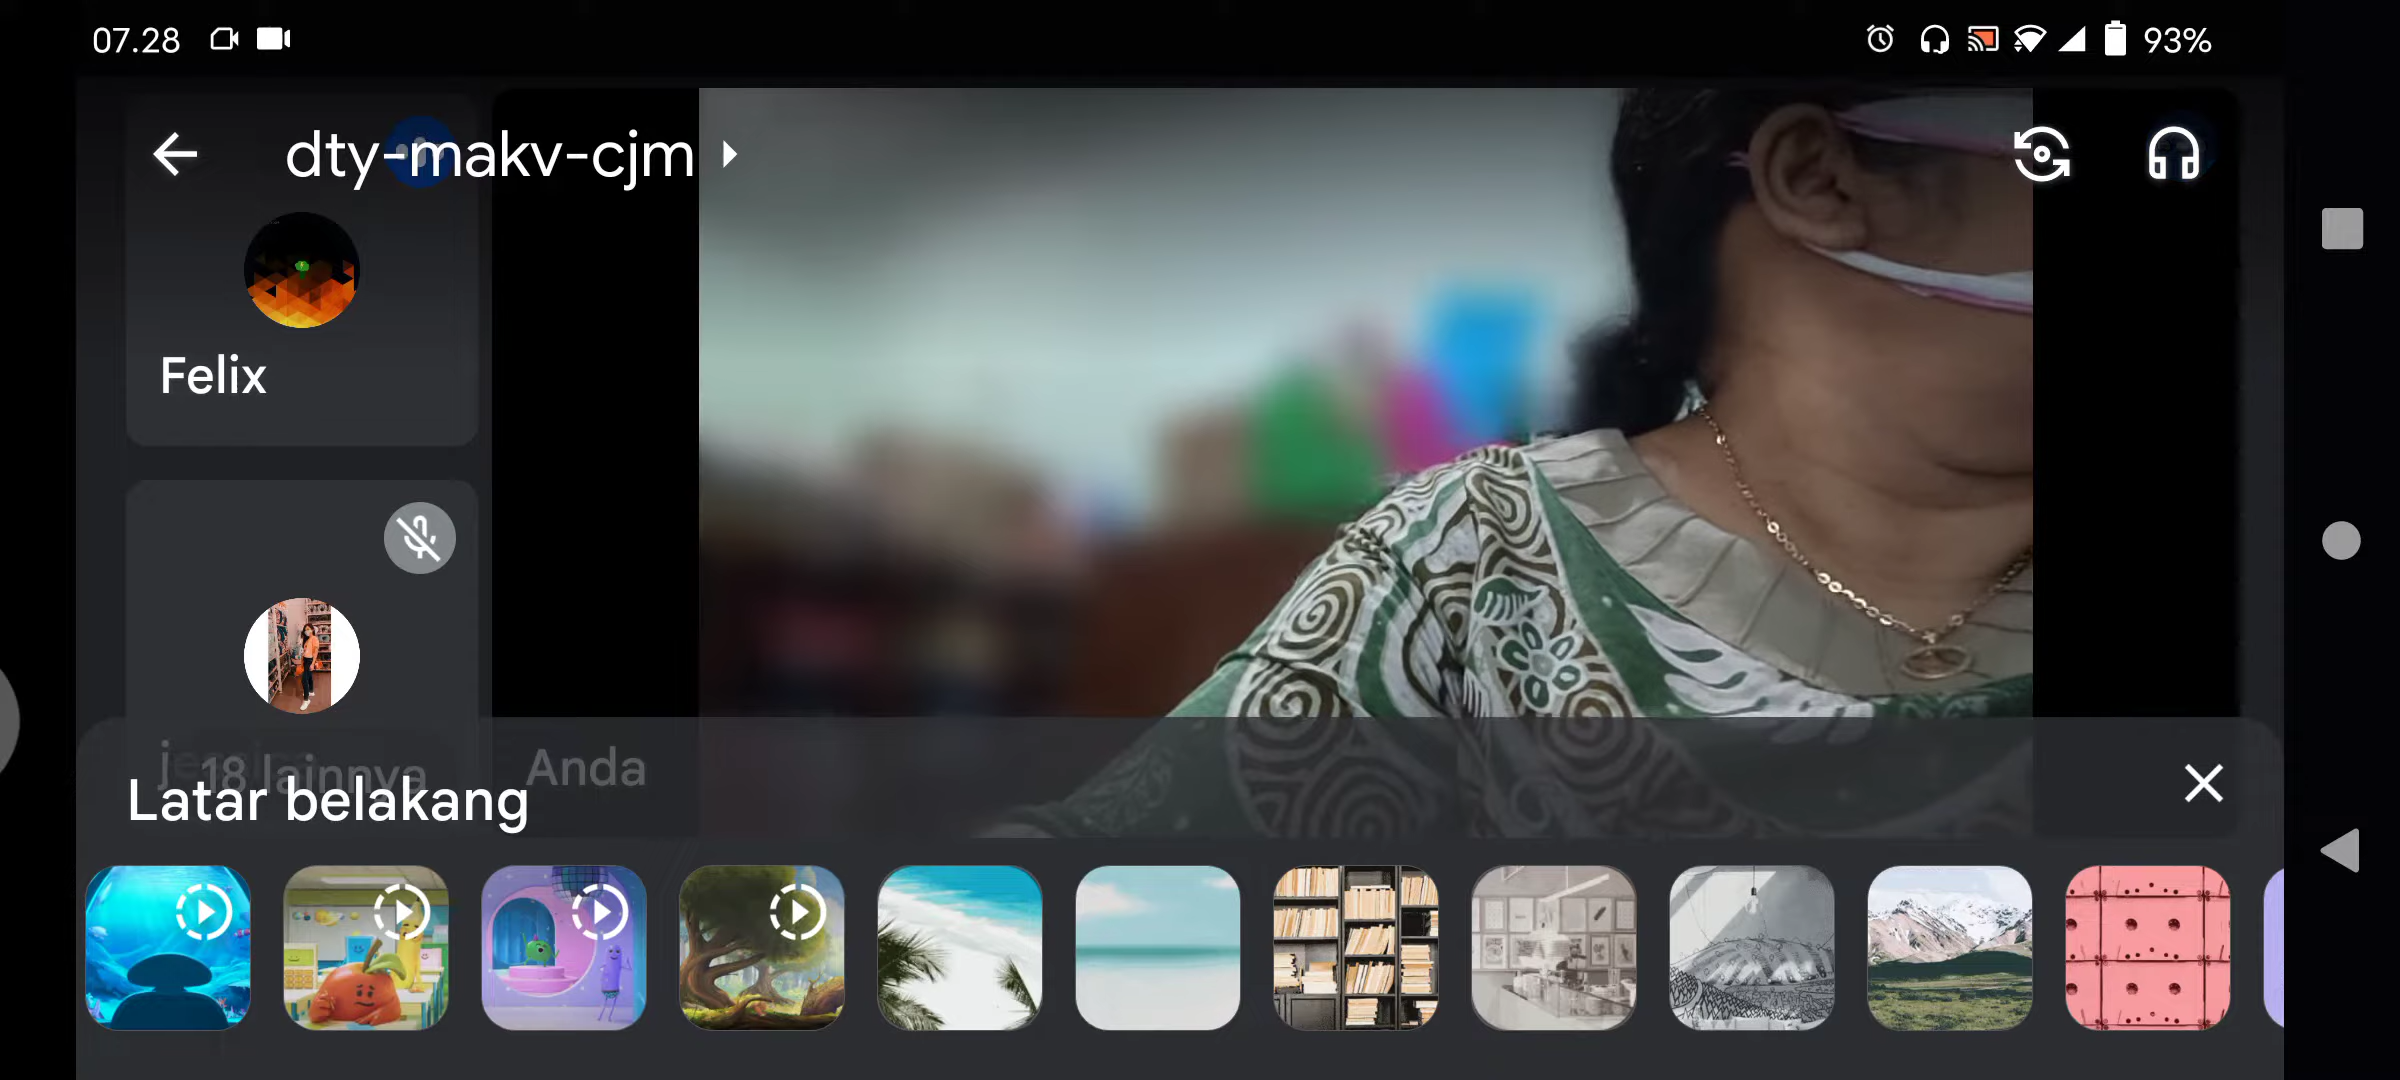 07.28
93%
dty-makv-cjm
Felix
18 lainnya
Anda
Latar belakang